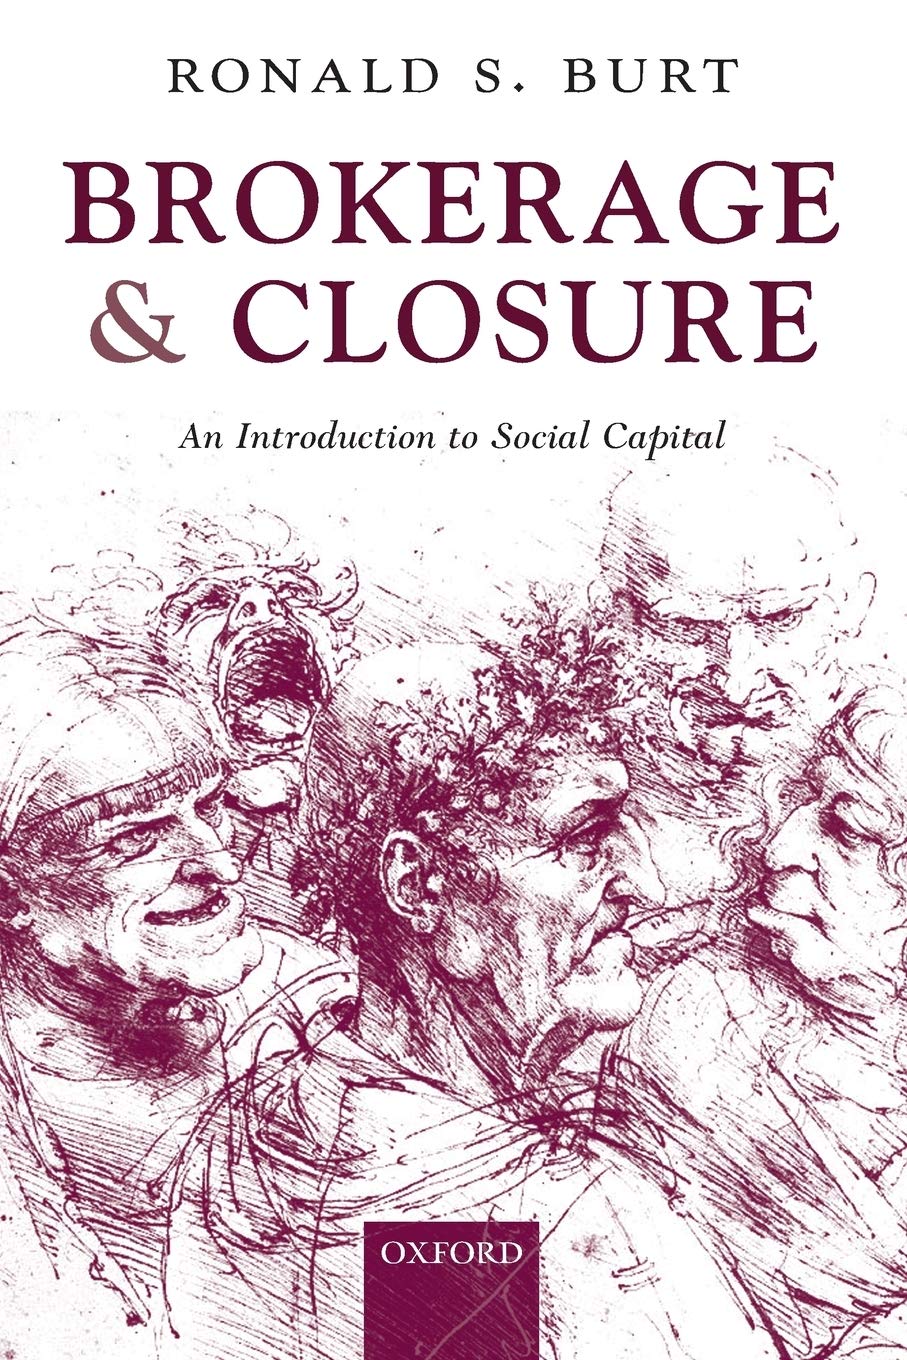 RONALD S. BURT
BROKERAGE
& CLOSURE
An Introduction to Social Capital
OXFORD